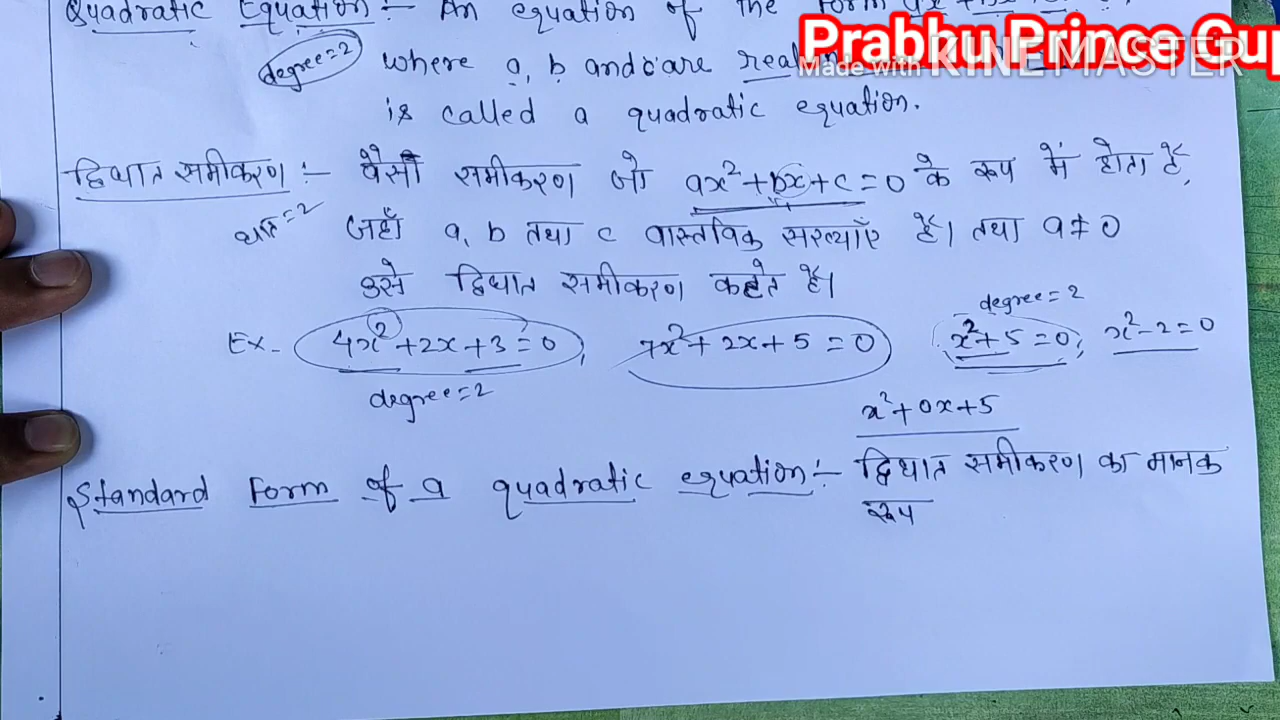 Quadratic Equation:- An equation of the form
Prabhu Prince Gup
Made with KINEMASTER
degree=2 where a, b and c are real
is called a quadratic equation.
द्विघात समीकरण :- वैसी समीकरण जो ax²+bx+c=0 के रूप में होता है,
घात=2 जहाँ a, b तथा c वास्तविक संख्याएँ हैं। तथा a≠0
उसे द्विघात समीकरण कहते हैं।
degree=2
Ex- 4x²+2x+3=0, 7x²+2x+5=0 x²+5=0, x²-2=0
degree=2
x²+0x+5
Standard Form of a quadratic equation:- द्विघात समीकरण का मानक
रूप